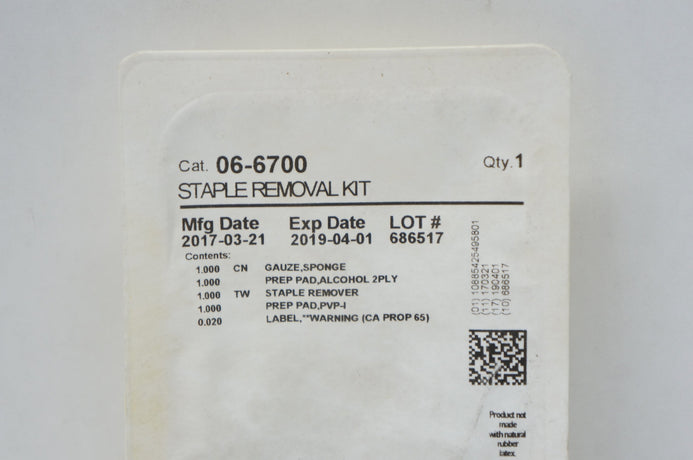 Cat. 06-6700 Qty.1
STAPLE REMOVAL KIT
Mfg Date Exp Date LOT #
2017-03-21 2019-04-01 686517
Contents:
1.000 CN GAUZE,SPONGE
1.000 PREP PAD,ALCOHOL 2PLY
1.000 TW STAPLE REMOVER
1.000 PREP PAD,PVP-I
0.020 LABEL,**WARNING (CA PROP 65)
(01) 10885425495801
(11) 170321
(17) 190401
(10) 686517
Product not
made
with natural
rubber
latex.